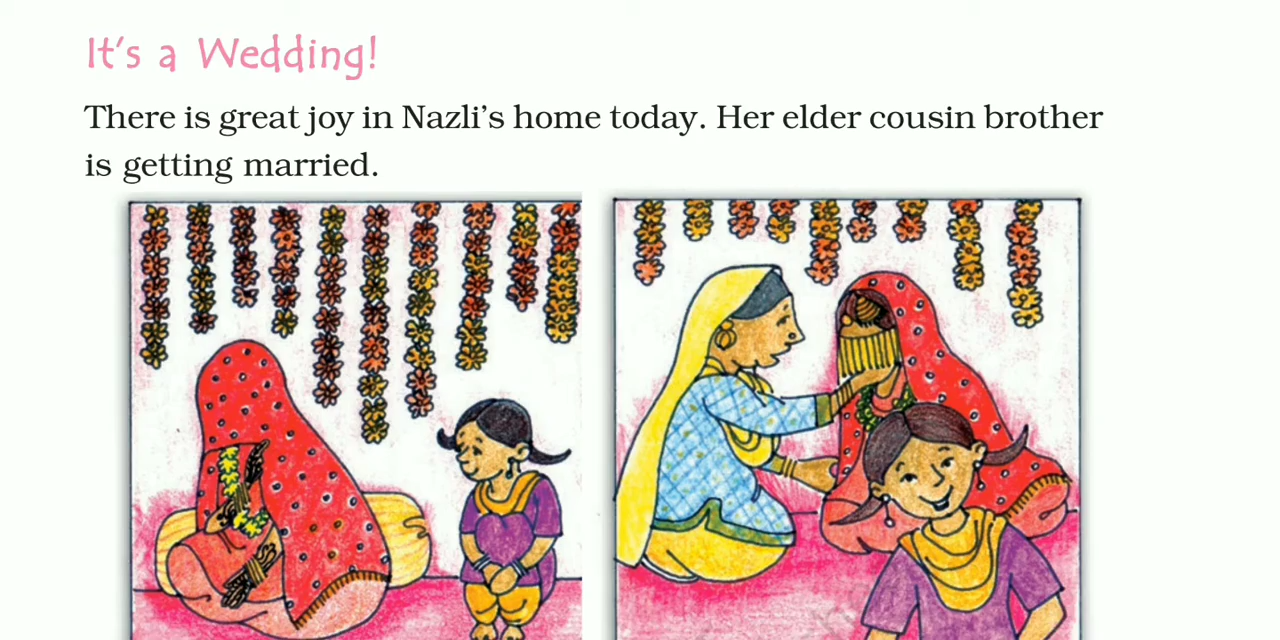 It's a Wedding!
There is great joy in Nazli's home today. Her elder cousin brother
is getting married.